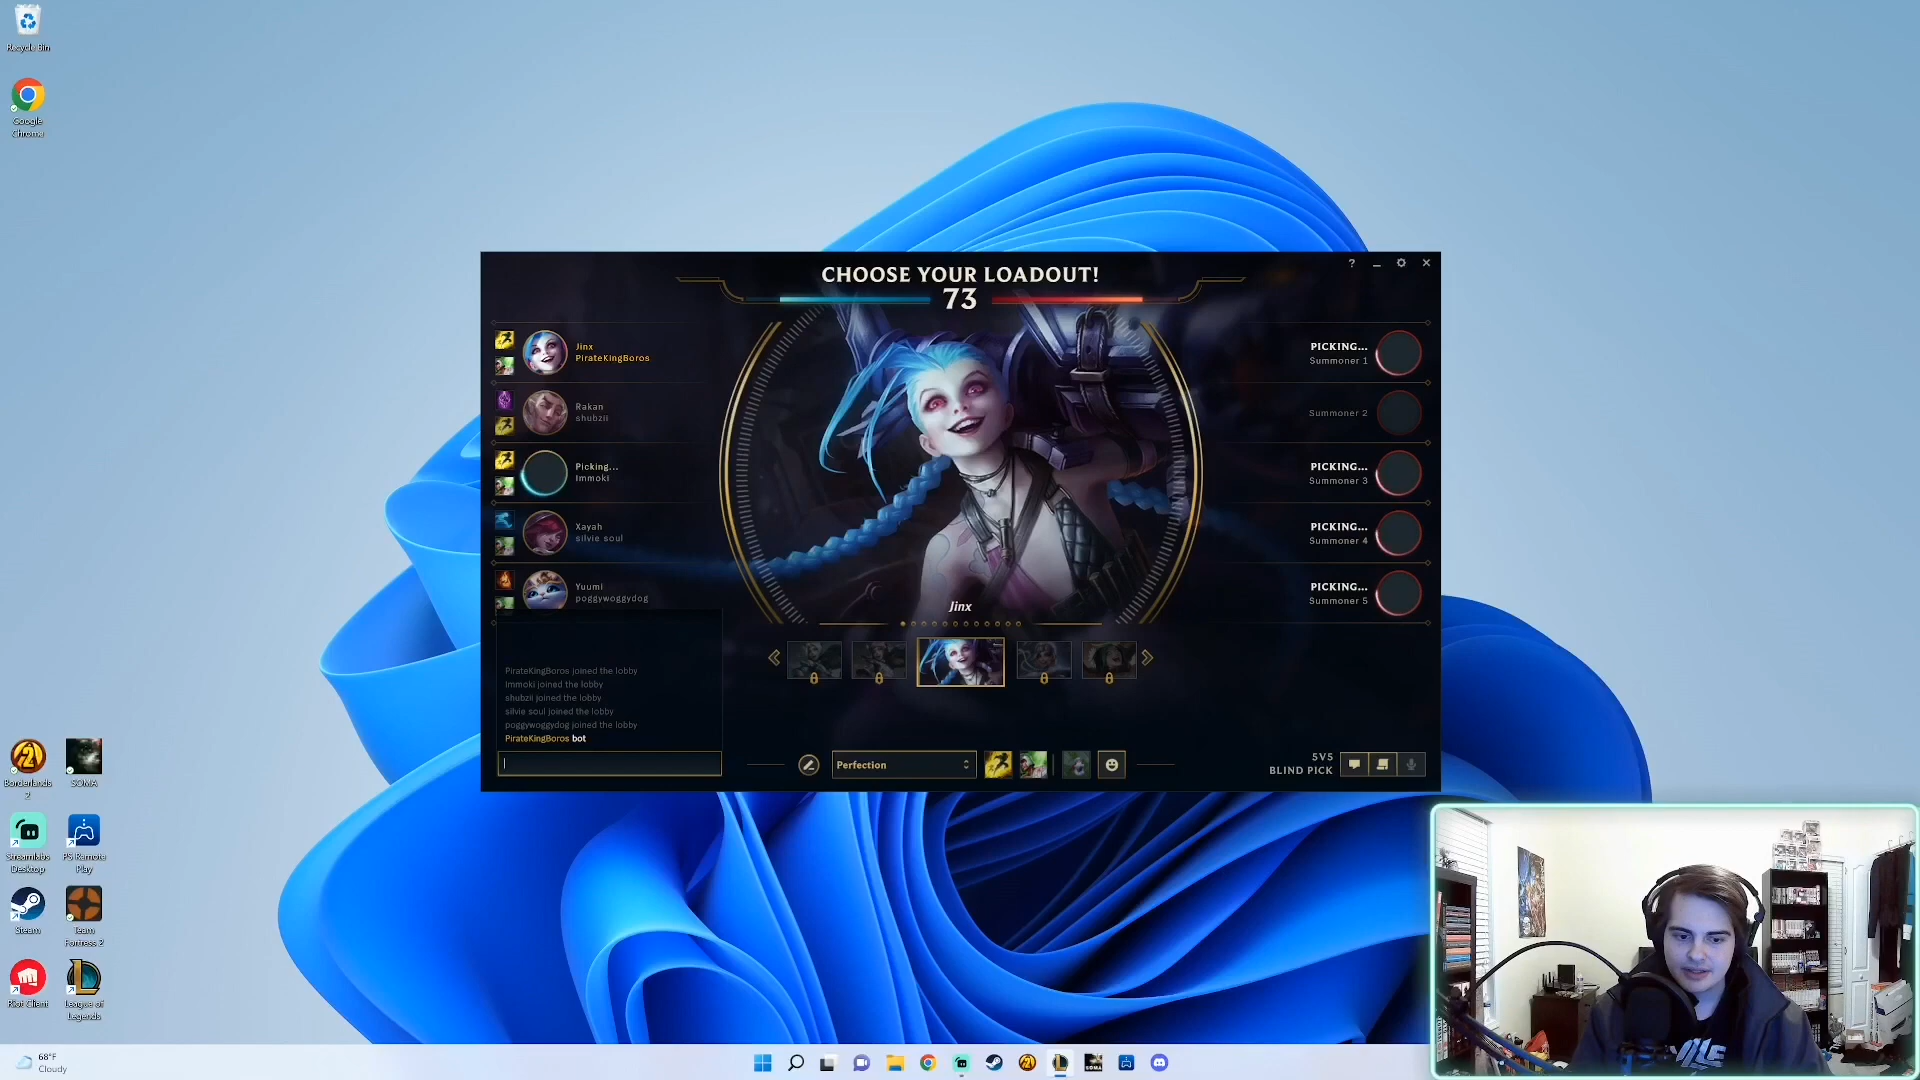 Recycle Bin
Google
Chrome
CHOOSE YOUR LOADOUT!
73
Jinx
PirateKingBoros
Rakan
shubzii
Picking...
Immoki
Xayah
silvie soul
Yuumi
poggywoggydog
PICKING...
Summoner 1
Summoner 2
PICKING...
Summoner 3
PICKING...
Summoner 4
PICKING...
Summoner 5
Jinx
PirateKingBoros joined the lobby
Immoki joined the lobby
shubzii joined the lobby
silvie soul joined the lobby
poggywoggydog joined the lobby
PirateKingBoros bot
Perfection
5V5
BLIND PICK
Borderlands
2
SOMA
Streamlabs
Desktop
PS Remote
Play
Steam
Team
Fortress 2
Riot Client
League of
Legends
68°F
Cloudy